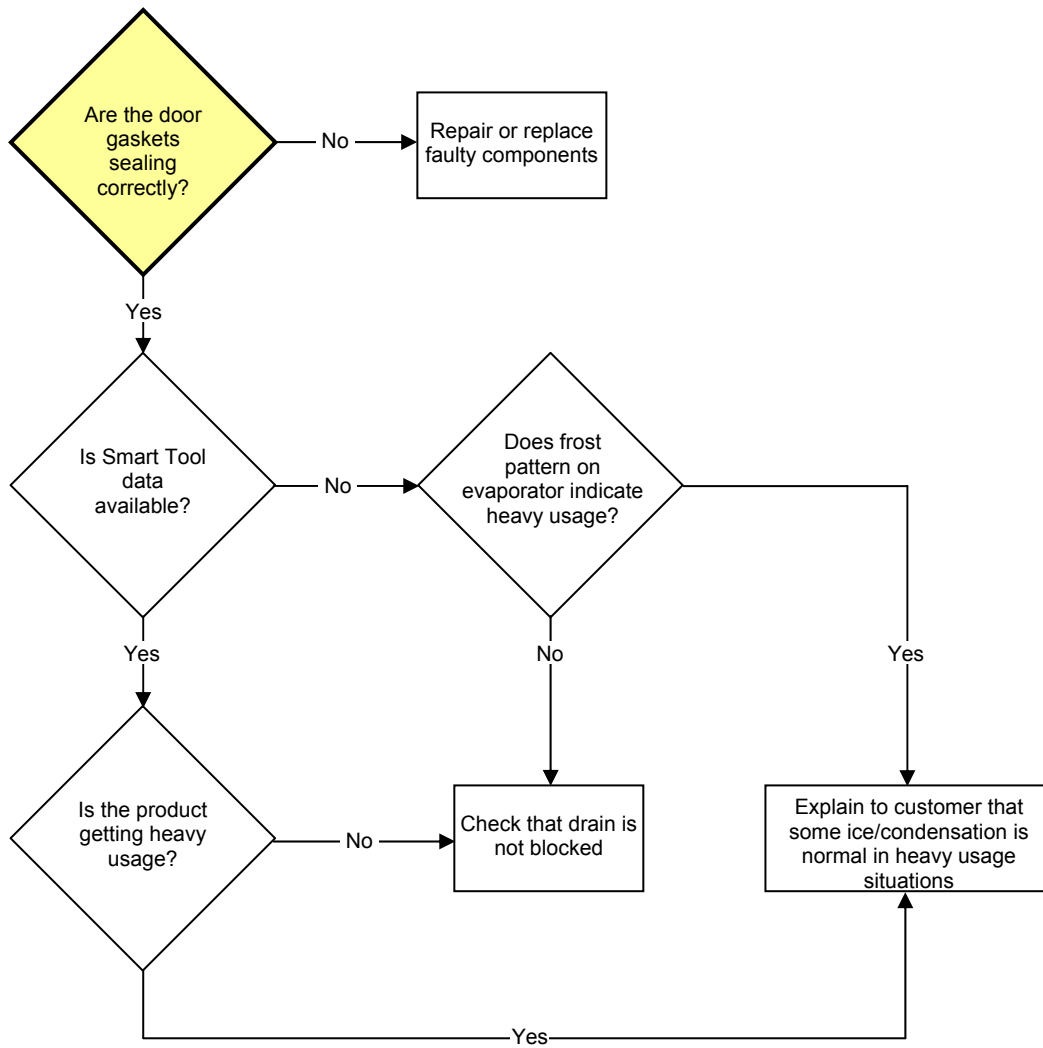 Are the door
gaskets
sealing
correctly?
No
Repair or replace
faulty components
Yes
Is Smart Tool
data
available?
No
Does frost
pattern on
evaporator indicate
heavy usage?
Yes
No
Yes
Is the product
getting heavy
usage?
No
Check that drain is
not blocked
Explain to customer that
some ice/condensation is
normal in heavy usage
situations
Yes